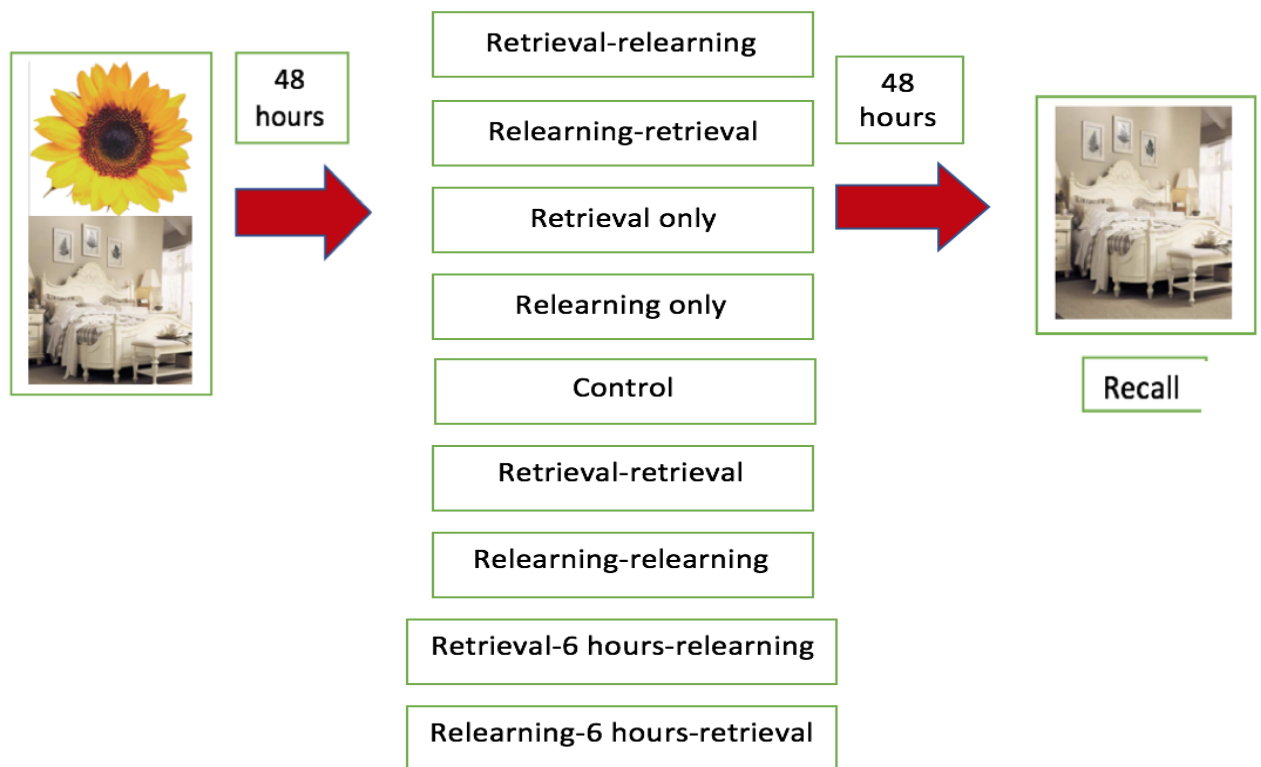 48
hours
Retrieval-relearning
Relearning-retrieval
Retrieval only
Relearning only
Control
Retrieval-retrieval
Relearning-relearning
Retrieval-6 hours-relearning
Relearning-6 hours-retrieval
48
hours
Recall